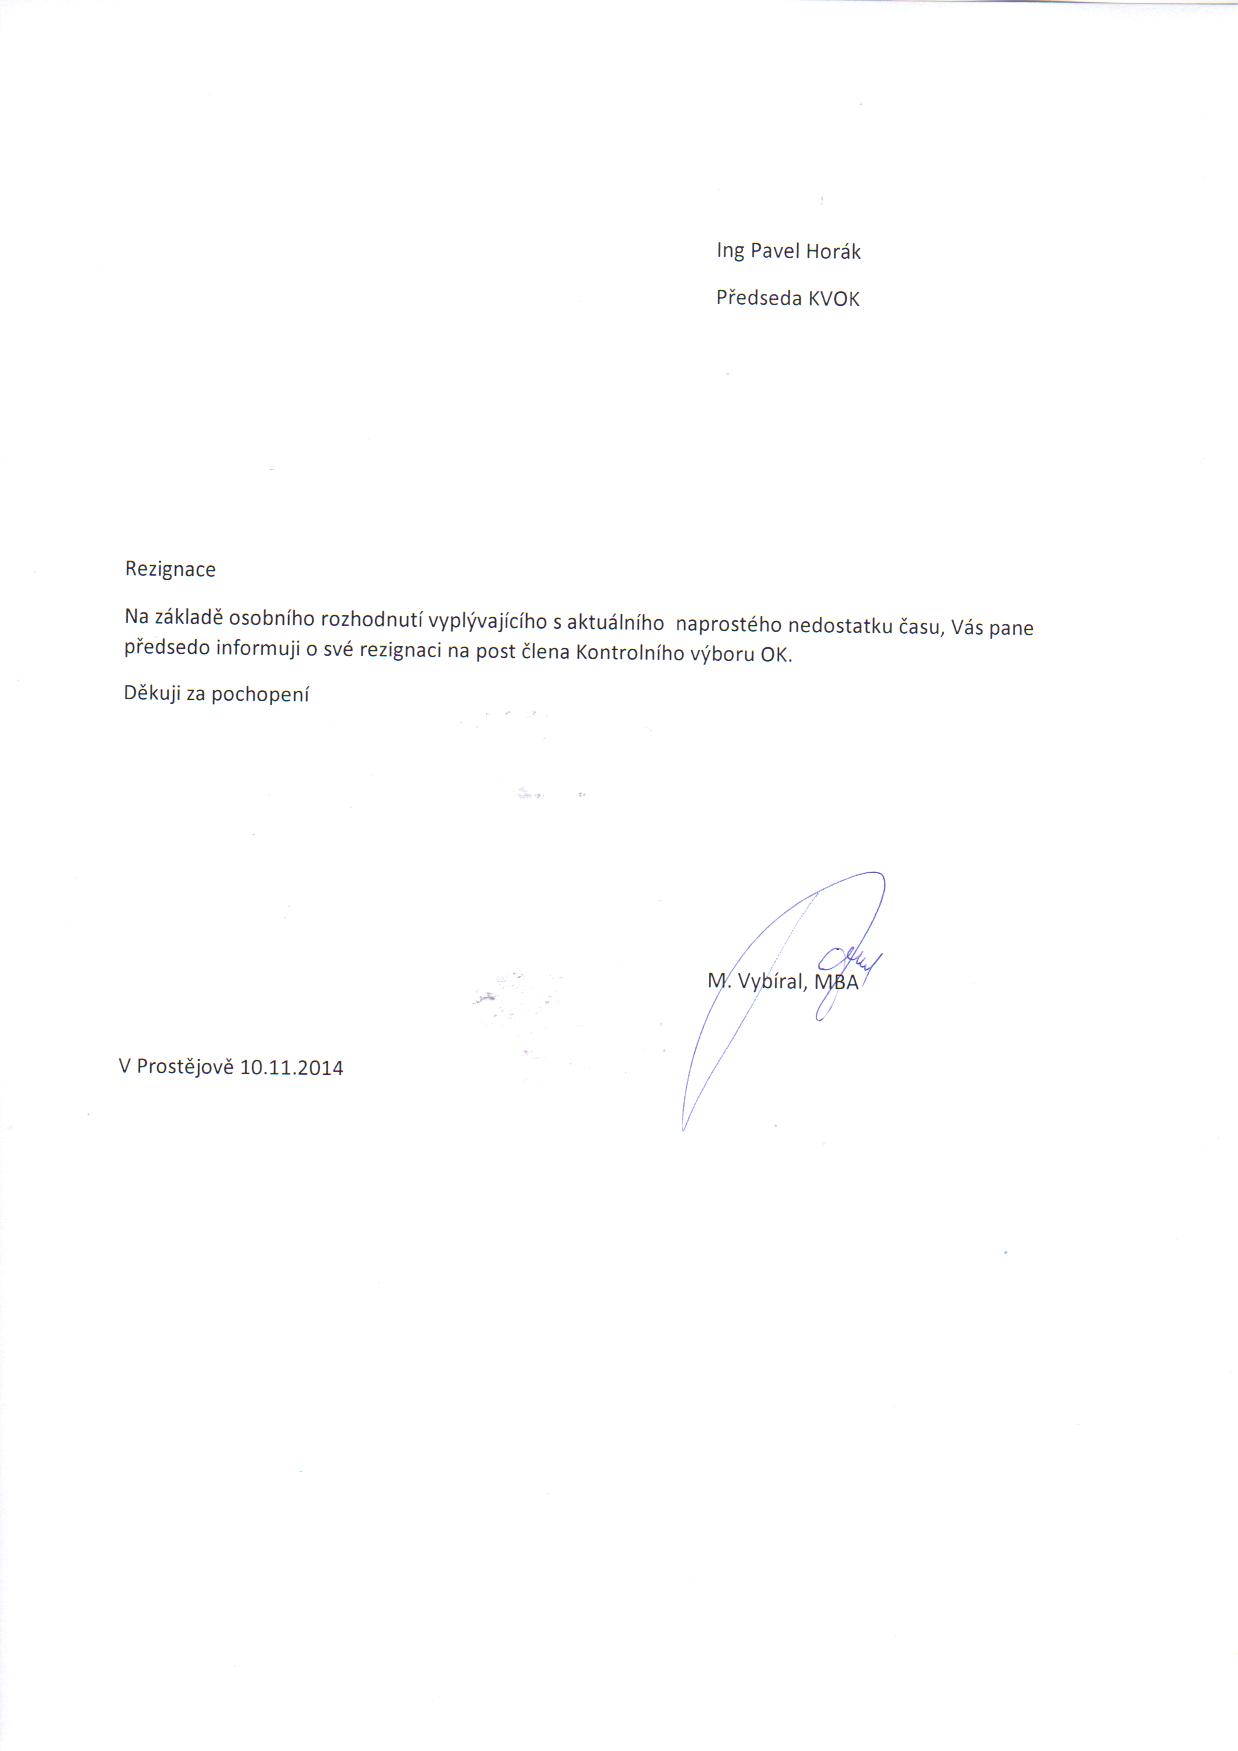 Ing Pavel Horák
Předseda KVOK
Rezignace
Na základě osobního rozhodnutí vyplývajícího s aktuálního  naprostého nedostatku času, Vás pane
předsedo informuji o své rezignaci na post člena Kontrolního výboru OK.
Děkuji za pochopení
M. Vybíral, MBA
V Prostějově 10.11.2014